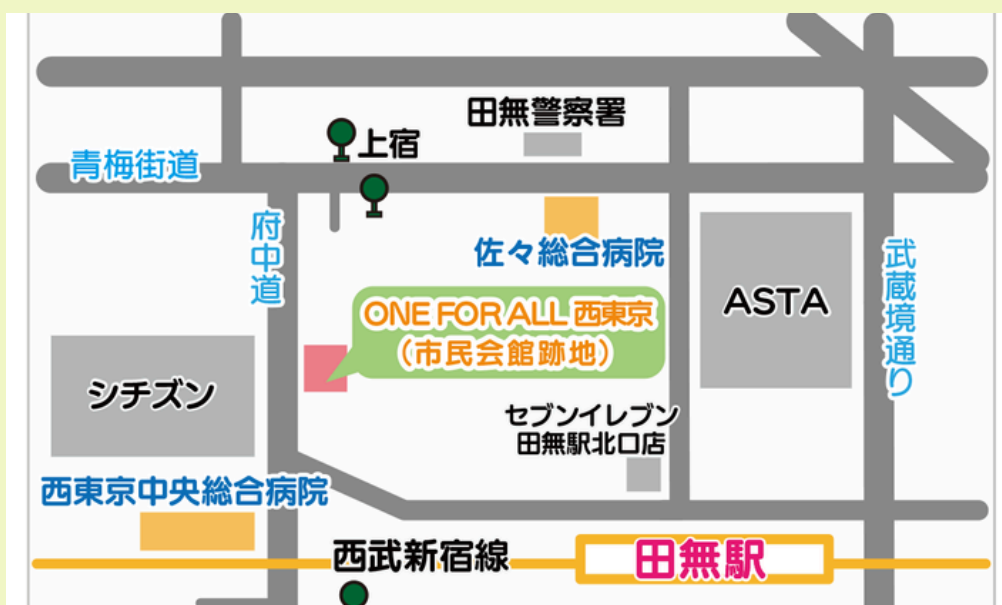 田無警察署
上宿
青梅街道
府中道
佐々総合病院
武蔵境通り
ASTA
ONE FOR ALL 西東京
(市民会館跡地)
シチズン
セブンイレブン
田無駅北口店
西東京中央総合病院
西武新宿線
田無駅